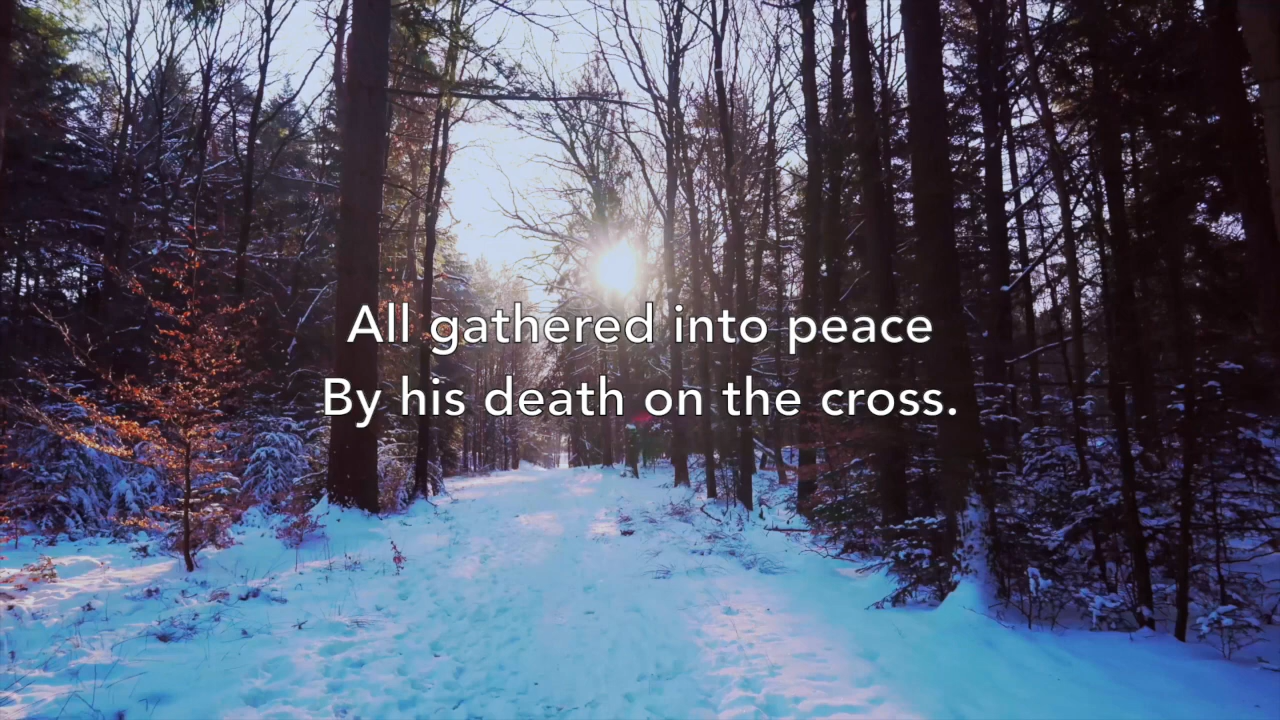 All gathered into peace
By his death on the cross.